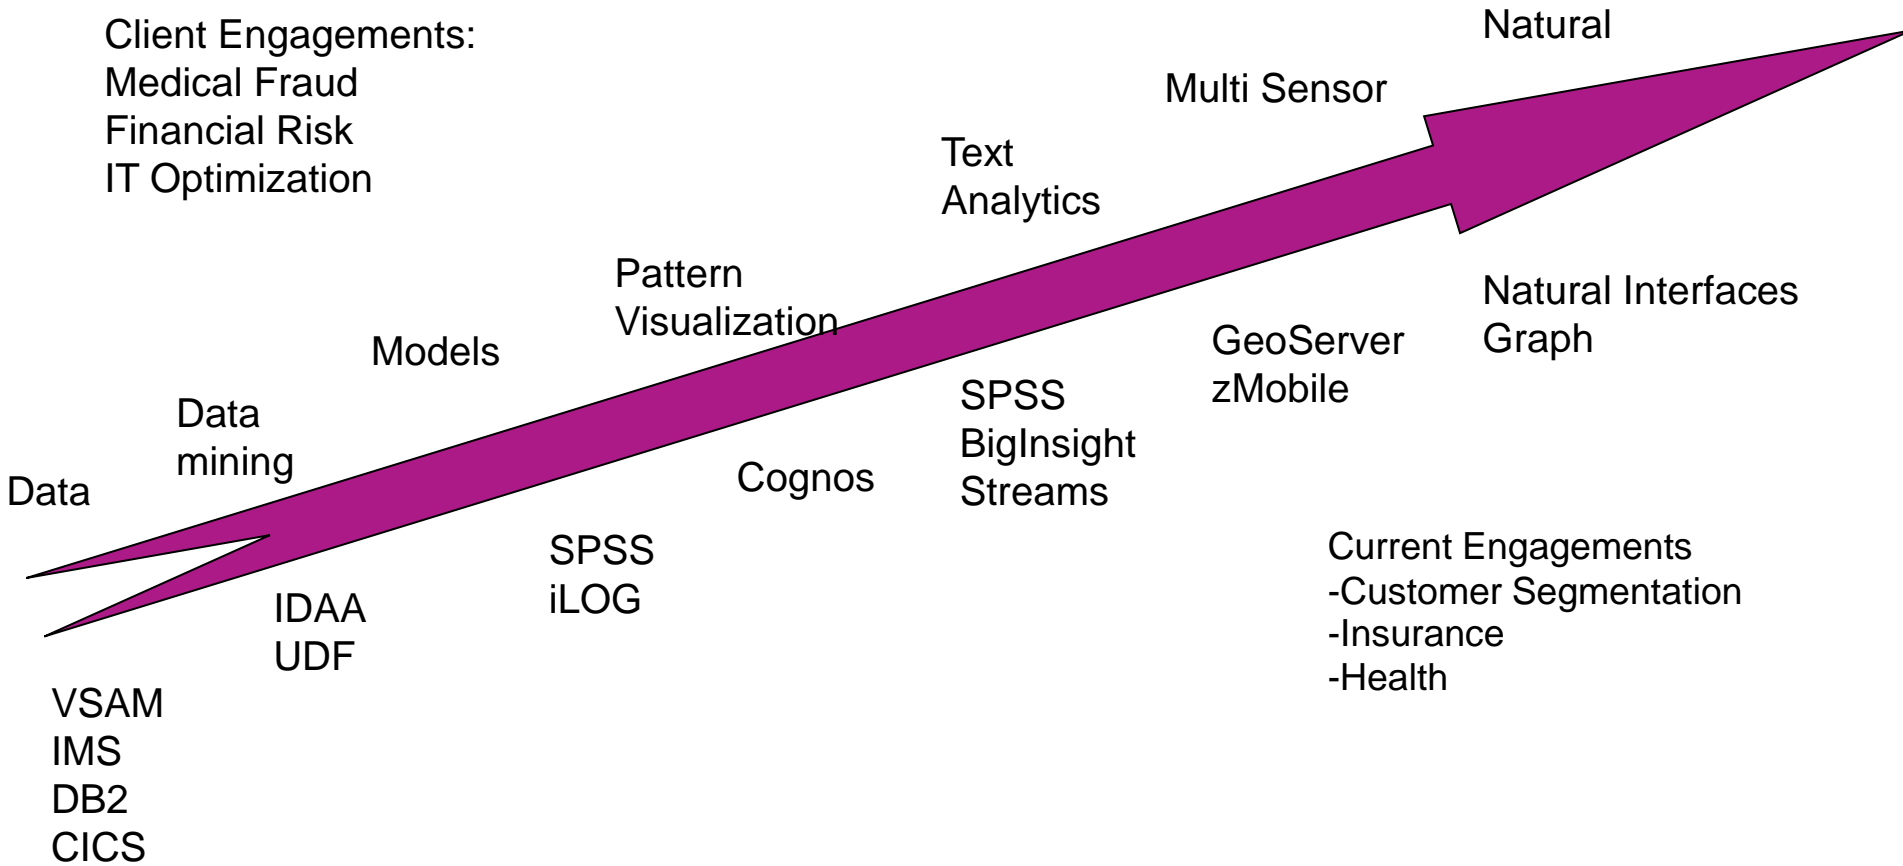 Client Engagements:
Medical Fraud
Financial Risk
IT Optimization
Natural
Multi Sensor
Text
Analytics
Pattern
Visualization
Models
Data
mining
Data
Natural Interfaces
Graph
GeoServer
zMobile
SPSS
BigInsight
Streams
Cognos
SPSS
iLOG
IDAA
UDF
VSAM
IMS
DB2
CICS
Current Engagements
-Customer Segmentation
-Insurance
-Health